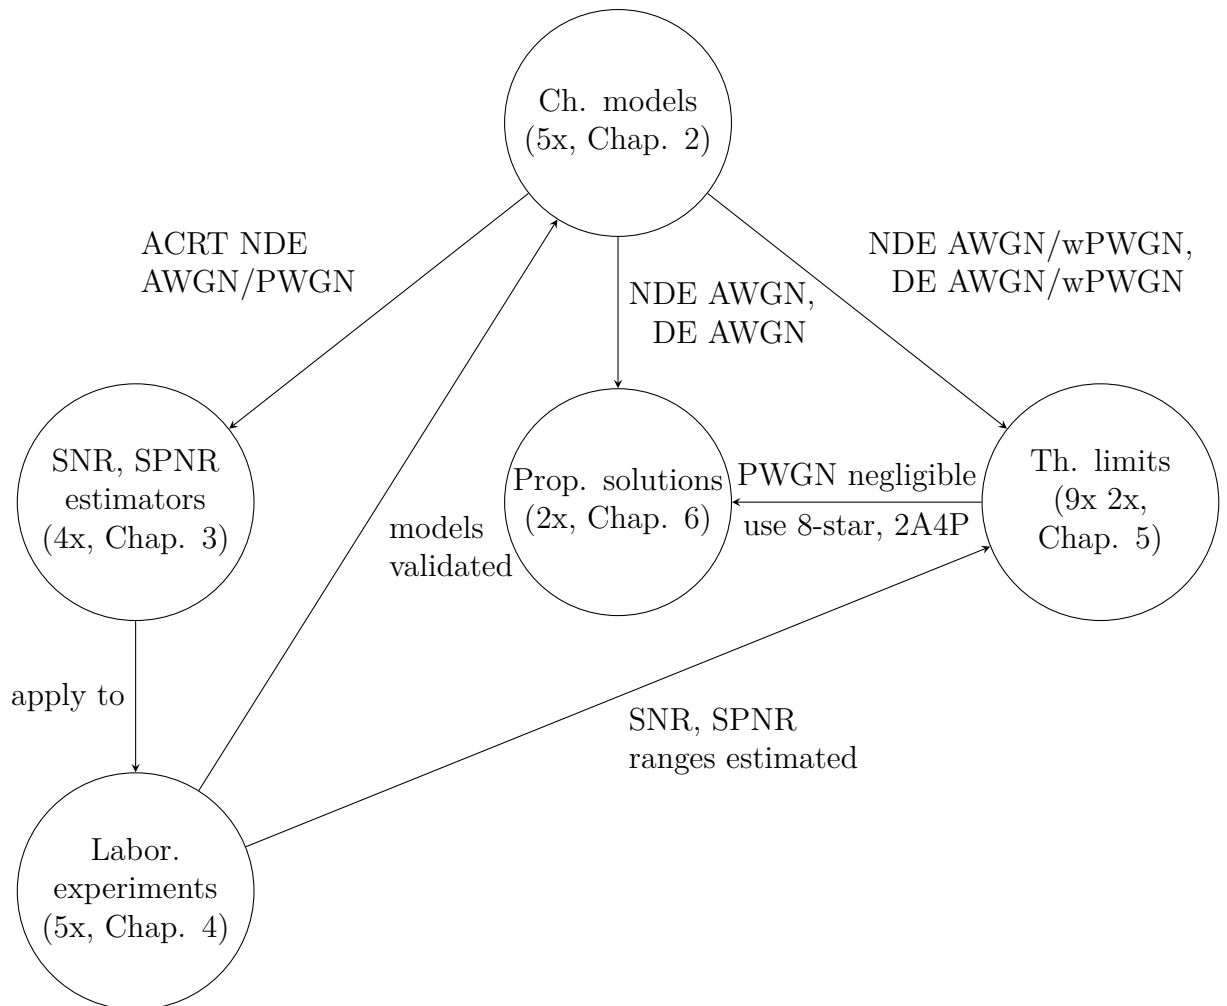 Ch. models
(5x, Chap. 2)
ACRT NDE
AWGN/PWGN
NDE AWGN,
DE AWGN
NDE AWGN/wPWGN,
DE AWGN/wPWGN
SNR, SPNR
estimators
(4x, Chap. 3)
Prop. solutions
(2x, Chap. 6)
PWGN negligible
use 8-star, 2A4P
Th. limits
(9x 2x,
Chap. 5)
models
validated
apply to
SNR, SPNR
ranges estimated
Labor.
experiments
(5x, Chap. 4)